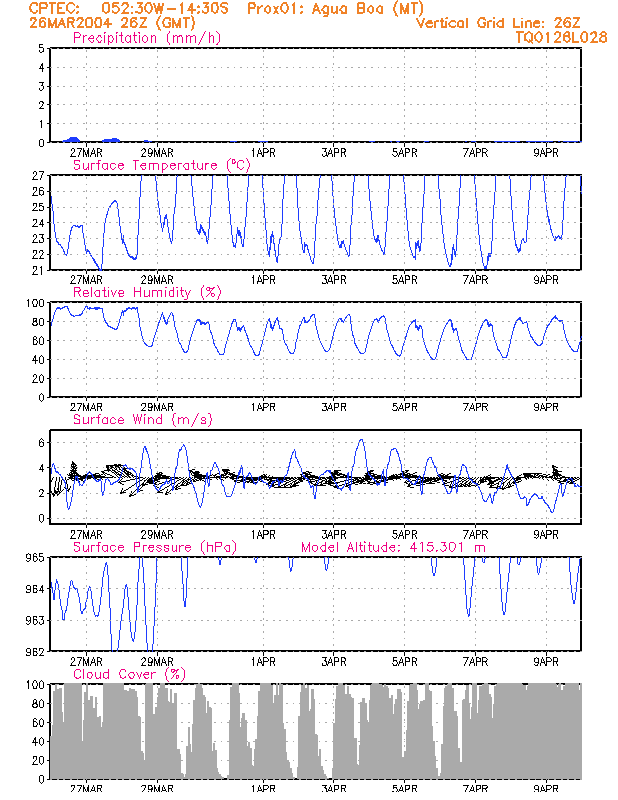 CPTEC: 052:30W-14:30S Prox01: Agua Boa (MT)
26MAR2004 26Z (GMT) Vertical Grid Line: 26Z
Precipitation (mm/h) TQ0126L028
5
4
3
2
1
0
27MAR 29MAR 1APR 3APR 5APR 7APR 9APR
Surface Temperature (°C)
27
26
25
24
23
22
21
27MAR 29MAR 1APR 3APR 5APR 7APR 9APR
Relative Humidity (%)
100
80
60
40
20
0
27MAR 29MAR 1APR 3APR 5APR 7APR 9APR
Surface Wind (m/s)
6
4
2
0
27MAR 29MAR 1APR 3APR 5APR 7APR 9APR
Surface Pressure (hPa) Model Altitude: 415.301 m
965
964
963
962
27MAR 29MAR 1APR 3APR 5APR 7APR 9APR
Cloud Cover (%)
100
80
60
40
20
0
27MAR 29MAR 1APR 3APR 5APR 7APR 9APR